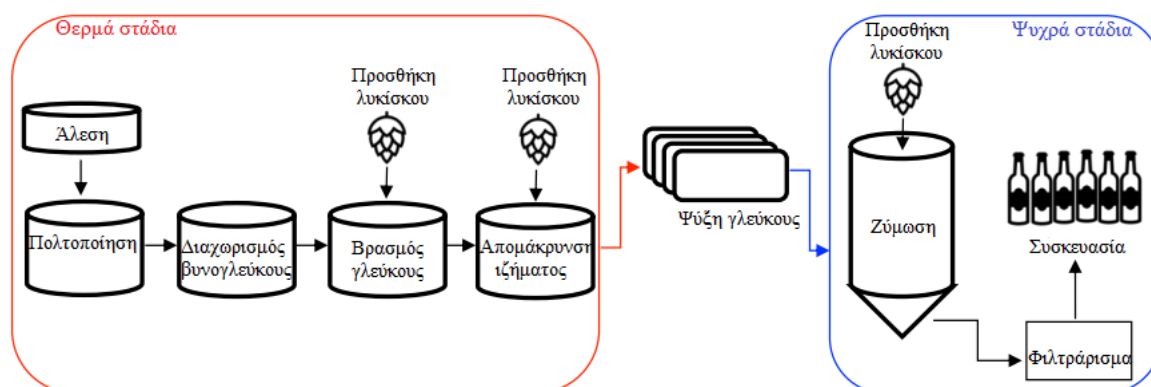 Θερμά στάδια
Προσθήκη
λυκίσκου
Προσθήκη
λυκίσκου
Άλεση
Πολτοποίηση
Διαχωρισμός
βυνογλεύκους
Βρασμός
γλεύκους
Απομάκρυνση
ιζήματος
Ψύξη γλεύκους
Ψυχρά στάδια
Προσθήκη
λυκίσκου
Ζύμωση
Συσκευασία
Φιλτράρισμα